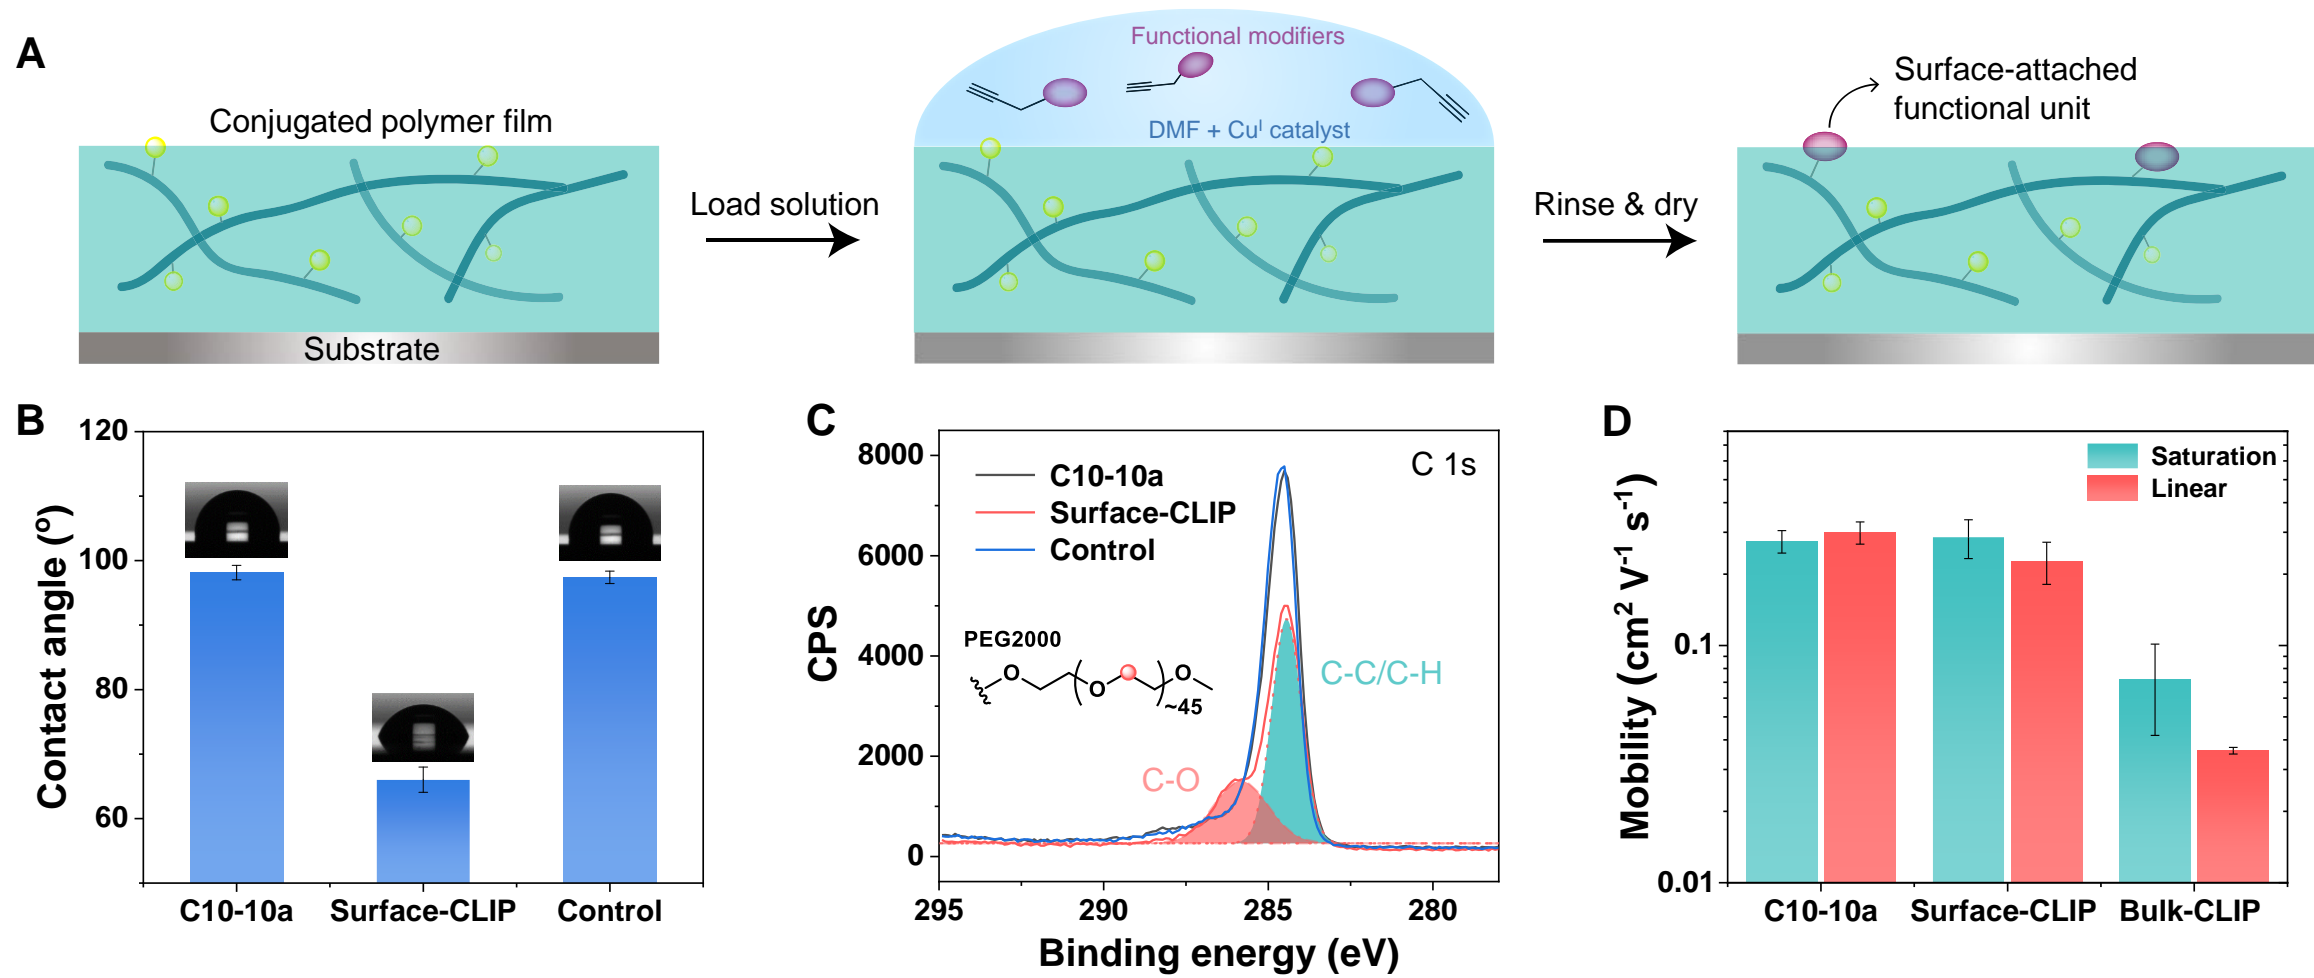 A
Conjugated polymer film
Substrate
Load solution
Functional modifiers
DMF + Cuᴵ catalyst
Rinse & dry
Surface-attached
functional unit
B
Contact angle (º)
120
100
80
60
C10-10a
Surface-CLIP
Control
C
CPS
8000
6000
4000
2000
0
C10-10a
Surface-CLIP
Control
C 1s
PEG2000
O
O
O
~45
C-O
C-C/C-H
295
290
285
280
Binding energy (eV)
D
Mobility (cm² V⁻¹ s⁻¹)
0.1
0.01
Saturation
Linear
C10-10a
Surface-CLIP
Bulk-CLIP